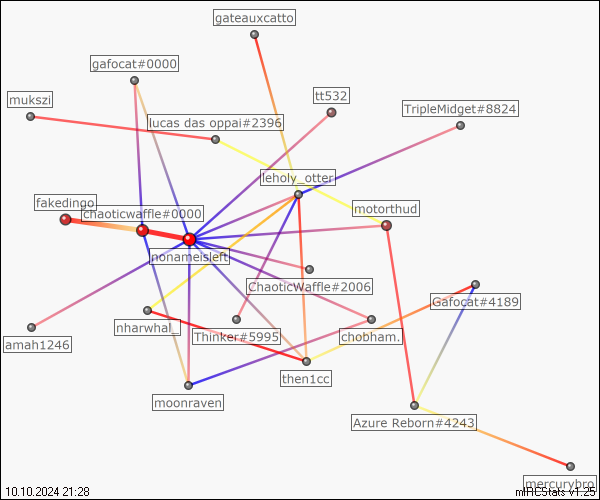 gateauxcatto
gafocat#0000
mukszi
tt532
TripleMidget#8824
lucas das oppai#2396
leholy_otter
fakedingo
chaoticwaffle#0000
motorthud
nonameisleft
ChaoticWaffle#2006
Gafocat#4189
amah1246
nharwhal_
Thinker#5995
chobham.
then1cc
moonraven
Azure Reborn#4243
mercurybro
10.10.2024 21:28
mIRCStats v1.25